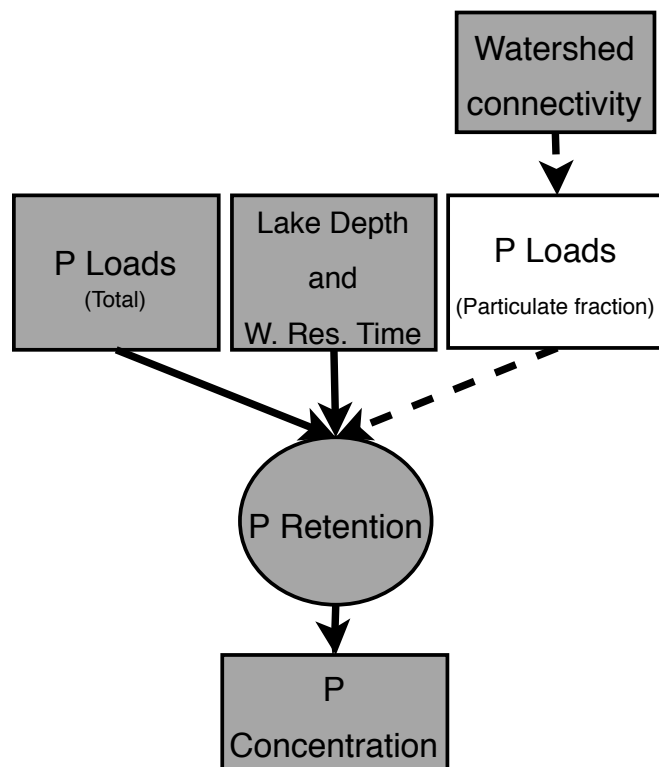 Watershed
connectivity
P Loads
(Total)
Lake Depth
and
W. Res. Time
P Loads
(Particulate fraction)
P Retention
P
Concentration